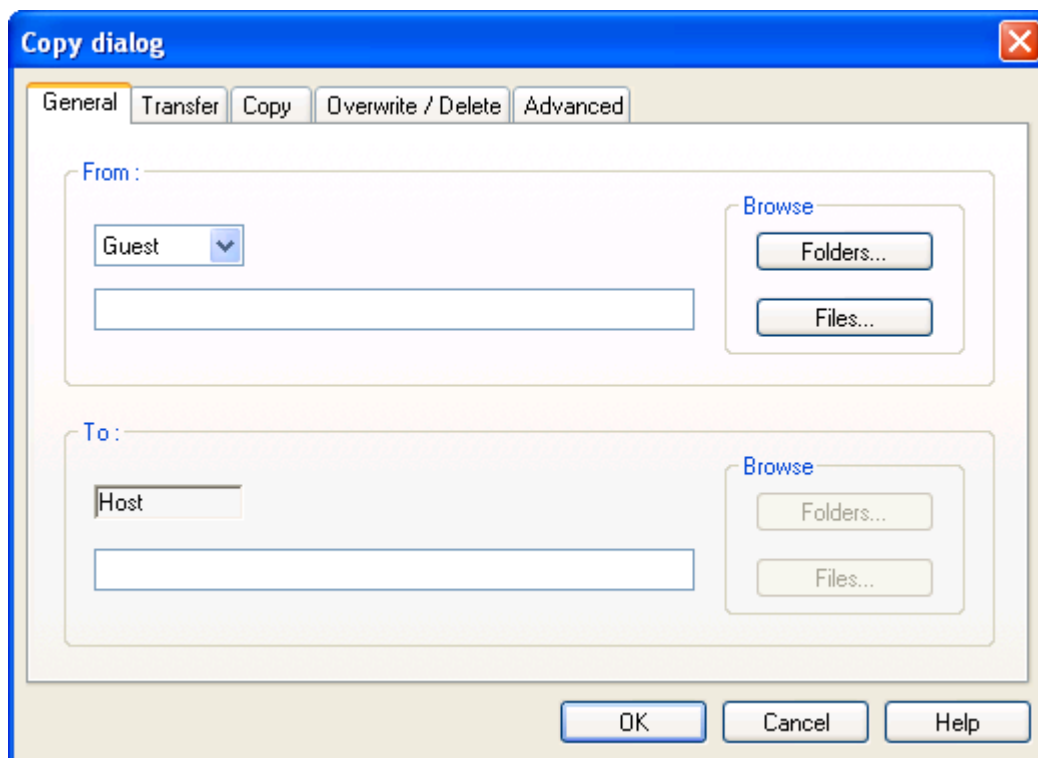 Copy dialog
General Transfer Copy Overwrite / Delete Advanced
From :
Browse
Guest
Folders...
Files...
To :
Browse
Host
Folders...
Files...
OK Cancel Help